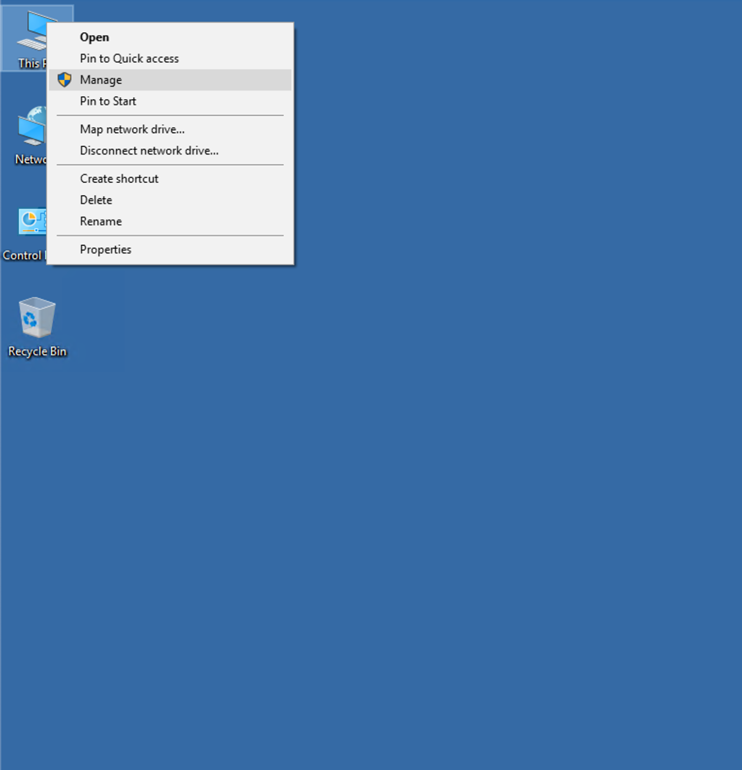 Open
Pin to Quick access
Manage
Pin to Start
Map network drive...
Disconnect network drive...
Create shortcut
Delete
Rename
Properties
This
Control
Recycle Bin